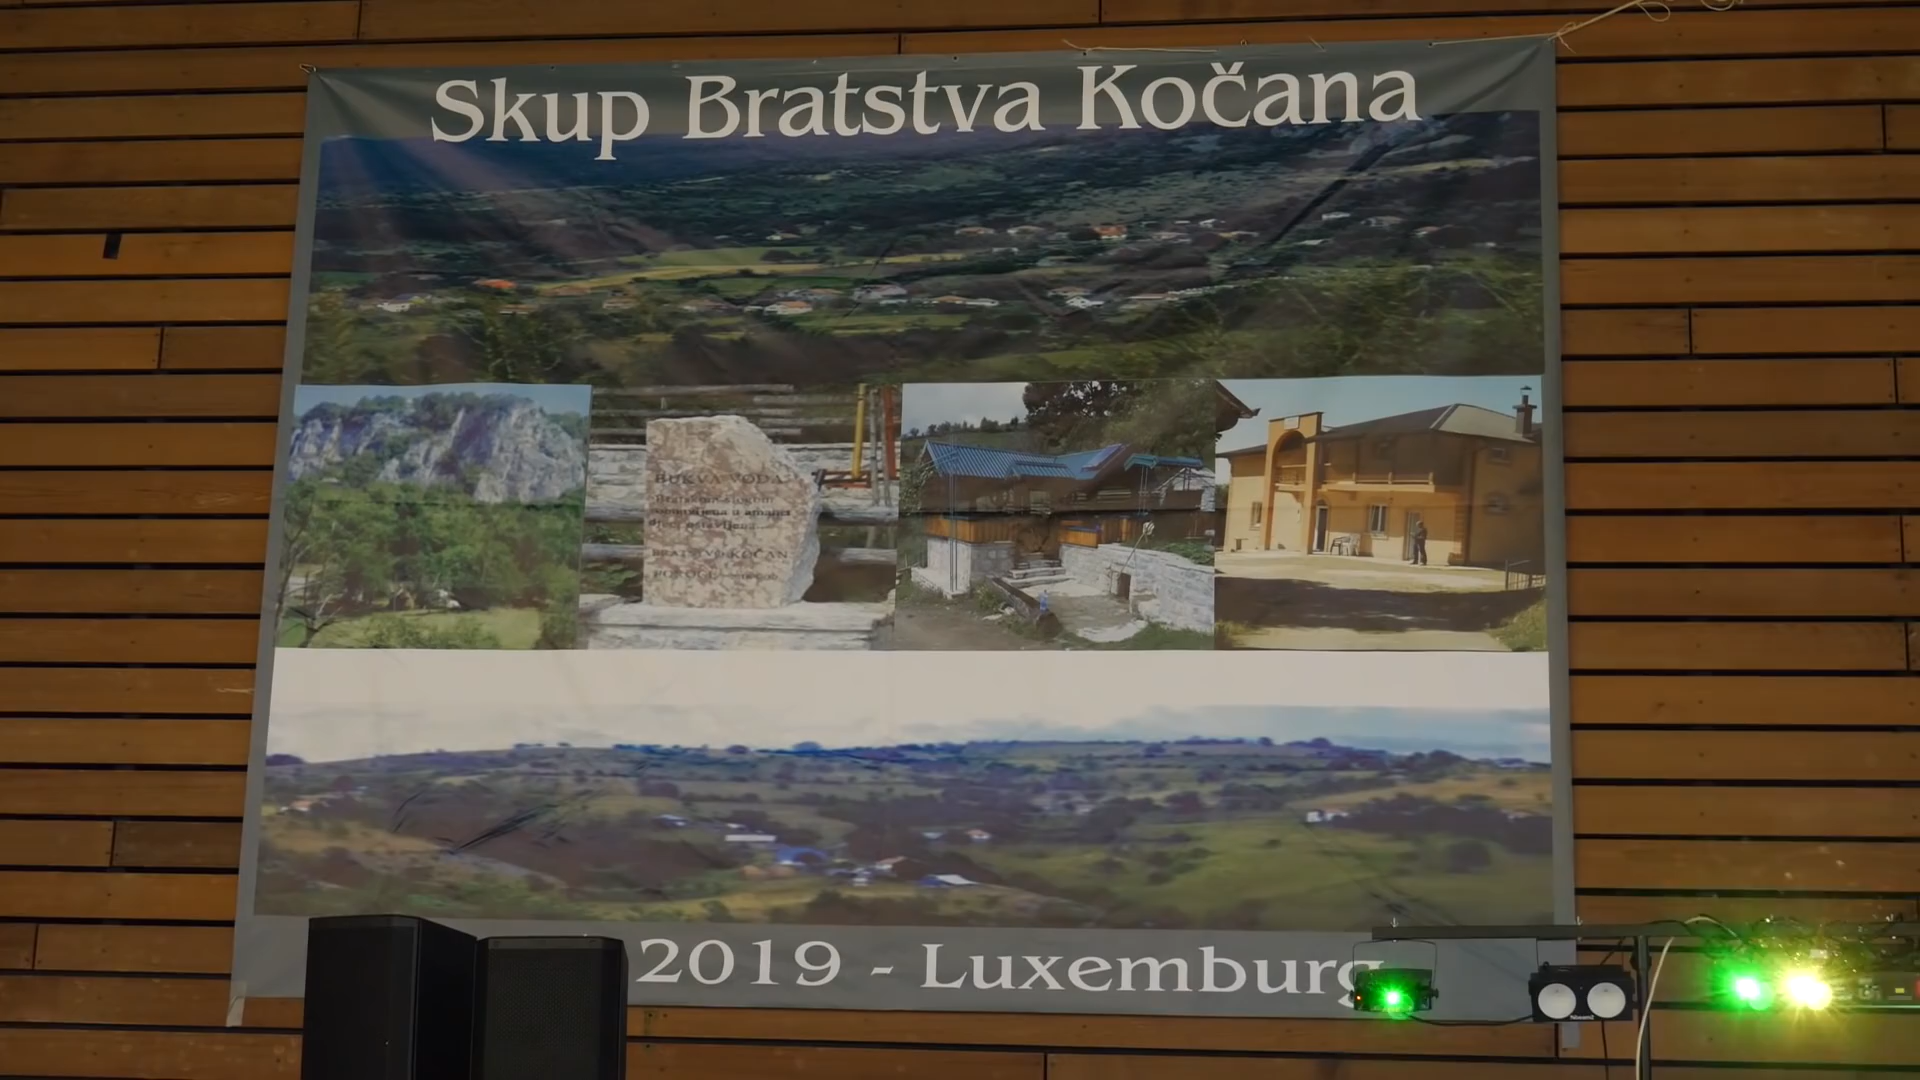 Skup Bratstva Kočana
BUKVA VODA
BRATSTVO KOČAN
2019 - Luxemburg